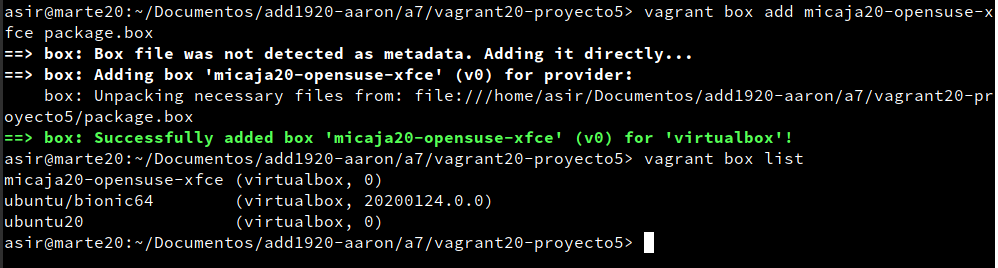 asir@marte20:~/Documentos/add1920-aaron/a7/vagrant20-proyecto5> vagrant box add micaja20-opensuse-x
fce package.box
==> box: Box file was not detected as metadata. Adding it directly...
==> box: Adding box 'micaja20-opensuse-xfce' (v0) for provider:
    box: Unpacking necessary files from: file:///home/asir/Documentos/add1920-aaron/a7/vagrant20-pr
oyecto5/package.box
==> box: Successfully added box 'micaja20-opensuse-xfce' (v0) for 'virtualbox'!
asir@marte20:~/Documentos/add1920-aaron/a7/vagrant20-proyecto5> vagrant box list
micaja20-opensuse-xfce (virtualbox, 0)
ubuntu/bionic64        (virtualbox, 20200124.0.0)
ubuntu20               (virtualbox, 0)
asir@marte20:~/Documentos/add1920-aaron/a7/vagrant20-proyecto5>